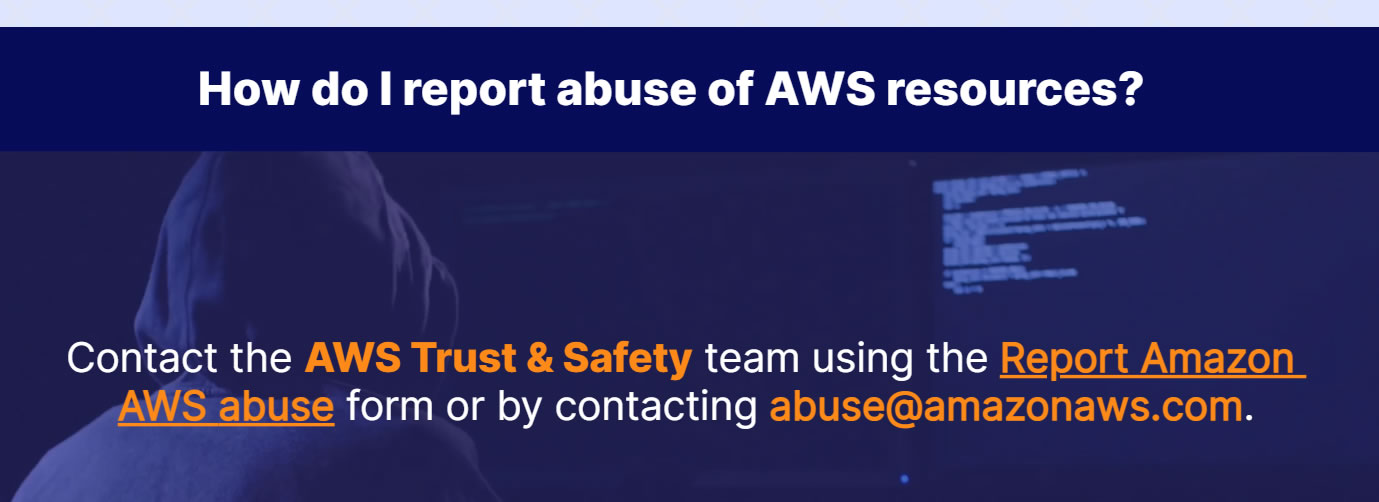 How do I report abuse of AWS resources?
Contact the AWS Trust & Safety team using the Report Amazon
AWS abuse form or by contacting abuse@amazonaws.com.